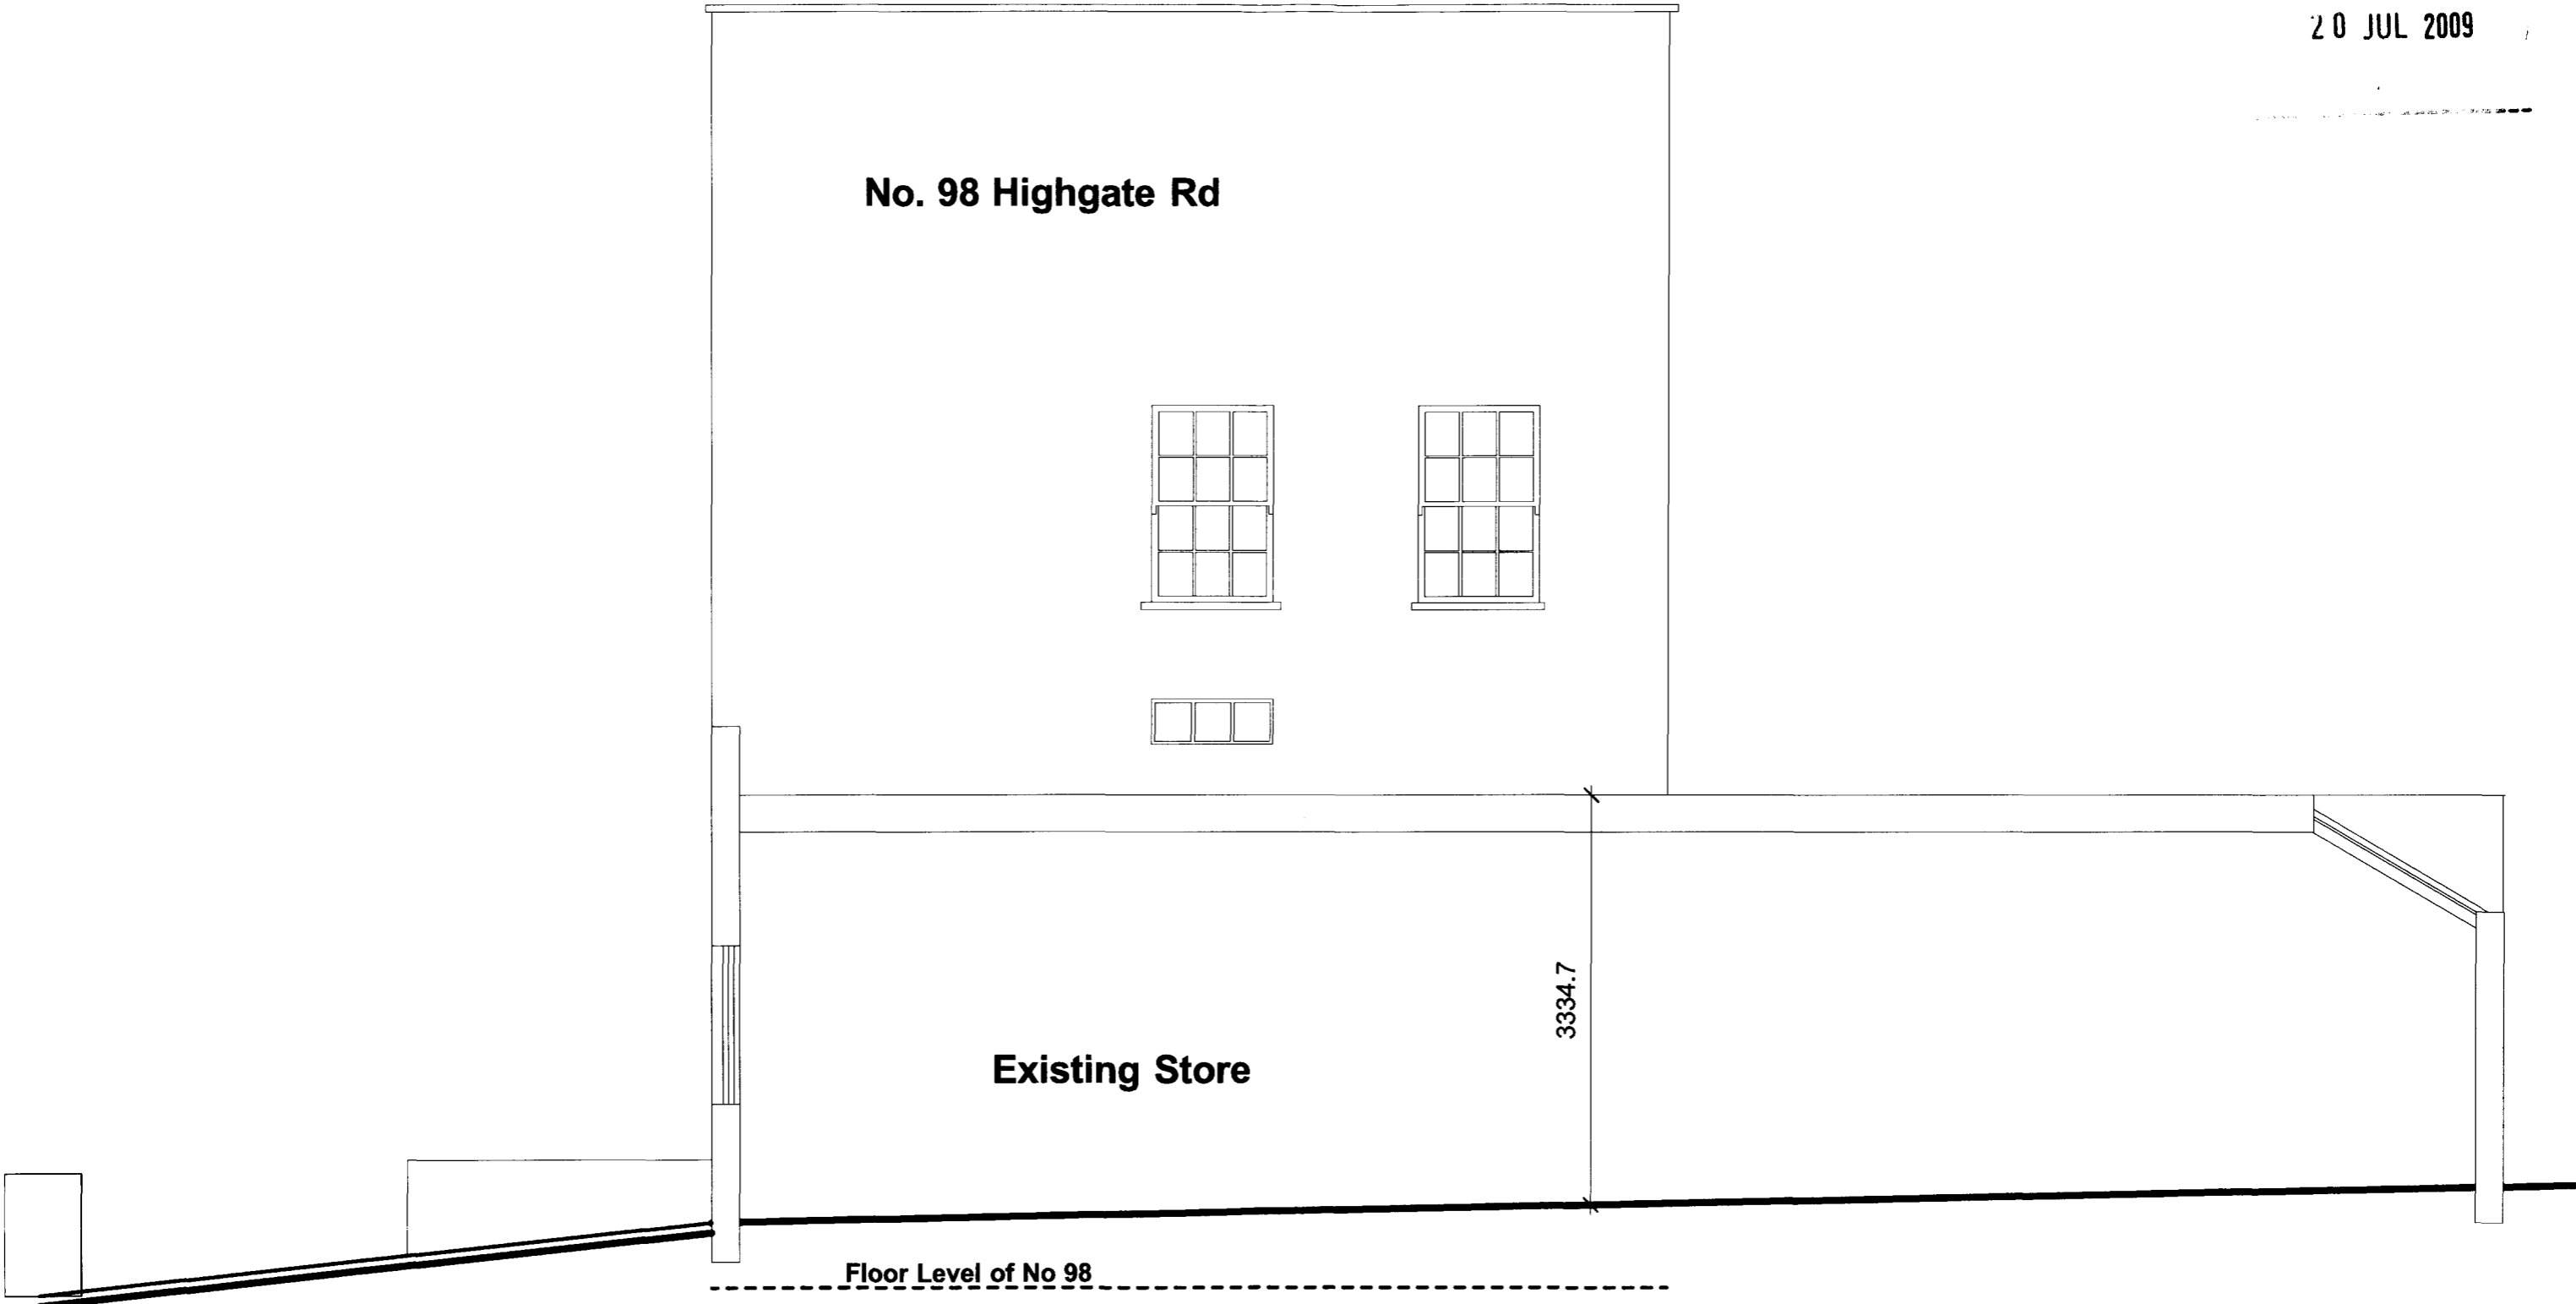 20 JUL 2009
No. 98 Highgate Rd
3334.7
Existing Store
Floor Level of No 98